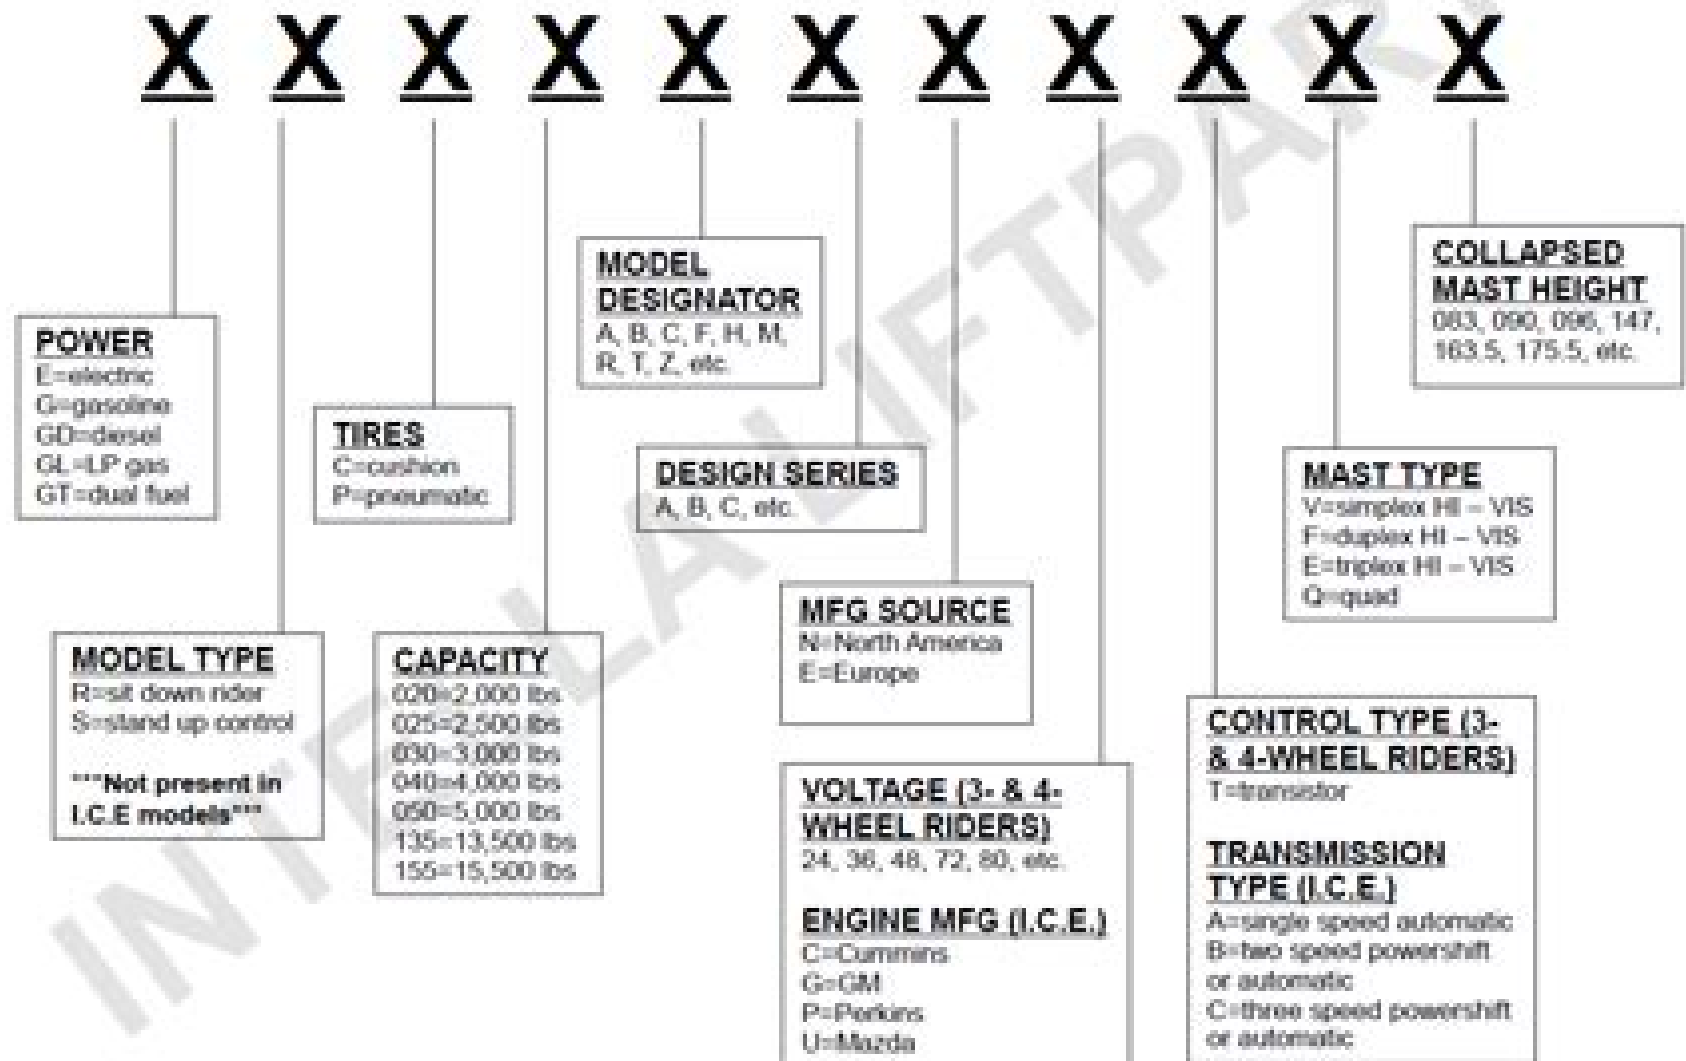 X X X X X X X X X X X
POWER
E=electric
G=gasoline
GD=diesel
GL=LP gas
GT=dual fuel
MODEL TYPE
R=sit down rider
S=stand up control
***Not present in
I.C.E models***
TIRES
C=cushion
P=pneumatic
CAPACITY
020=2,000 lbs
025=2,500 lbs
030=3,000 lbs
040=4,000 lbs
050=5,000 lbs
135=13,500 lbs
155=15,500 lbs
MODEL
DESIGNATOR
A, B, C, F, H, M,
R, T, Z, etc.
DESIGN SERIES
A, B, C, etc.
MFG SOURCE
N=North America
E=Europe
VOLTAGE (3- & 4-
WHEEL RIDERS)
24, 36, 48, 72, 80, etc.
ENGINE MFG (I.C.E.)
C=Cummins
G=GM
P=Perkins
U=Mazda
CONTROL TYPE (3-
& 4-WHEEL RIDERS)
T=transistor
TRANSMISSION
TYPE (I.C.E.)
A=single speed automatic
B=two speed powershift
or automatic
C=three speed powershift
or automatic
MAST TYPE
V=simplex HI – VIS
F=duplex HI – VIS
E=triplex HI – VIS
Q=quad
COLLAPSED
MAST HEIGHT
083, 090, 096, 147,
163.5, 175.5, etc.
INTELLA LIFTPAR